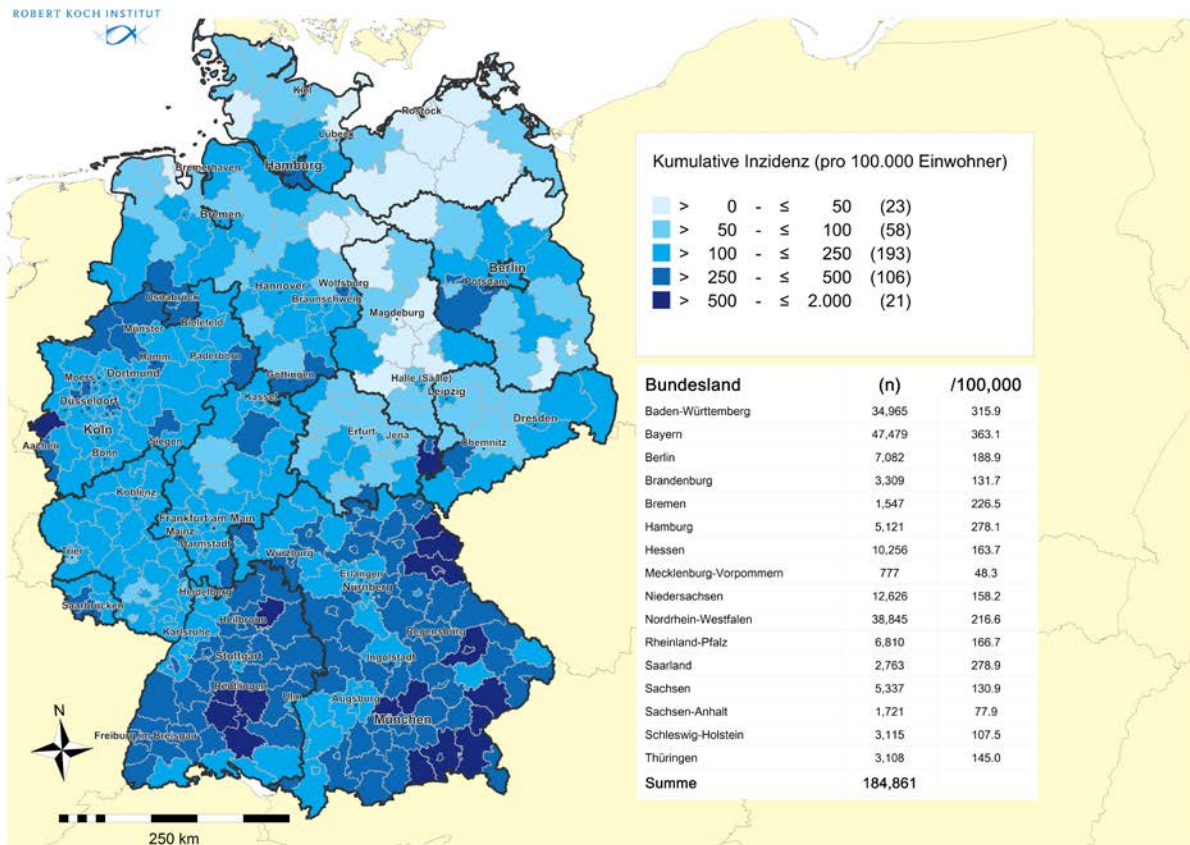 ROBERT KOCH INSTITUT
Kiel
Rostock
Lübeck
Hamburg
Bremerhaven
Bremen
Berlin
Potsdam
Wolfsburg
Hannover
Braunschweig
Osnabrück
Magdeburg
Münster
Bielefeld
Hamm
Paderborn
Moers
Dortmund
Göttingen
Halle (Saale)
Leipzig
Düsseldorf
Kassel
Dresden
Köln
Erfurt
Jena
Chemnitz
Aachen
Siegen
Bonn
Koblenz
Frankfurt am Main
Mainz
Darmstadt
Trier
Würzburg
Erlangen
Nürnberg
Heidelberg
Saarbrücken
Heilbronn
Karlsruhe
Regensburg
Stuttgart
Ingolstadt
Reutlingen
Ulm
Augsburg
München
Freiburg im Breisgau
N
250 km
Kumulative Inzidenz (pro 100.000 Einwohner)
> 0 - ≤ 50 (23)
> 50 - ≤ 100 (58)
> 100 - ≤ 250 (193)
> 250 - ≤ 500 (106)
> 500 - ≤ 2.000 (21)
Bundesland (n) /100,000
Baden-Württemberg 34,965 315.9
Bayern 47,479 363.1
Berlin 7,082 188.9
Brandenburg 3,309 131.7
Bremen 1,547 226.5
Hamburg 5,121 278.1
Hessen 10,256 163.7
Mecklenburg-Vorpommern 777 48.3
Niedersachsen 12,626 158.2
Nordrhein-Westfalen 38,845 216.6
Rheinland-Pfalz 6,810 166.7
Saarland 2,763 278.9
Sachsen 5,337 130.9
Sachsen-Anhalt 1,721 77.9
Schleswig-Holstein 3,115 107.5
Thüringen 3,108 145.0
Summe 184,861